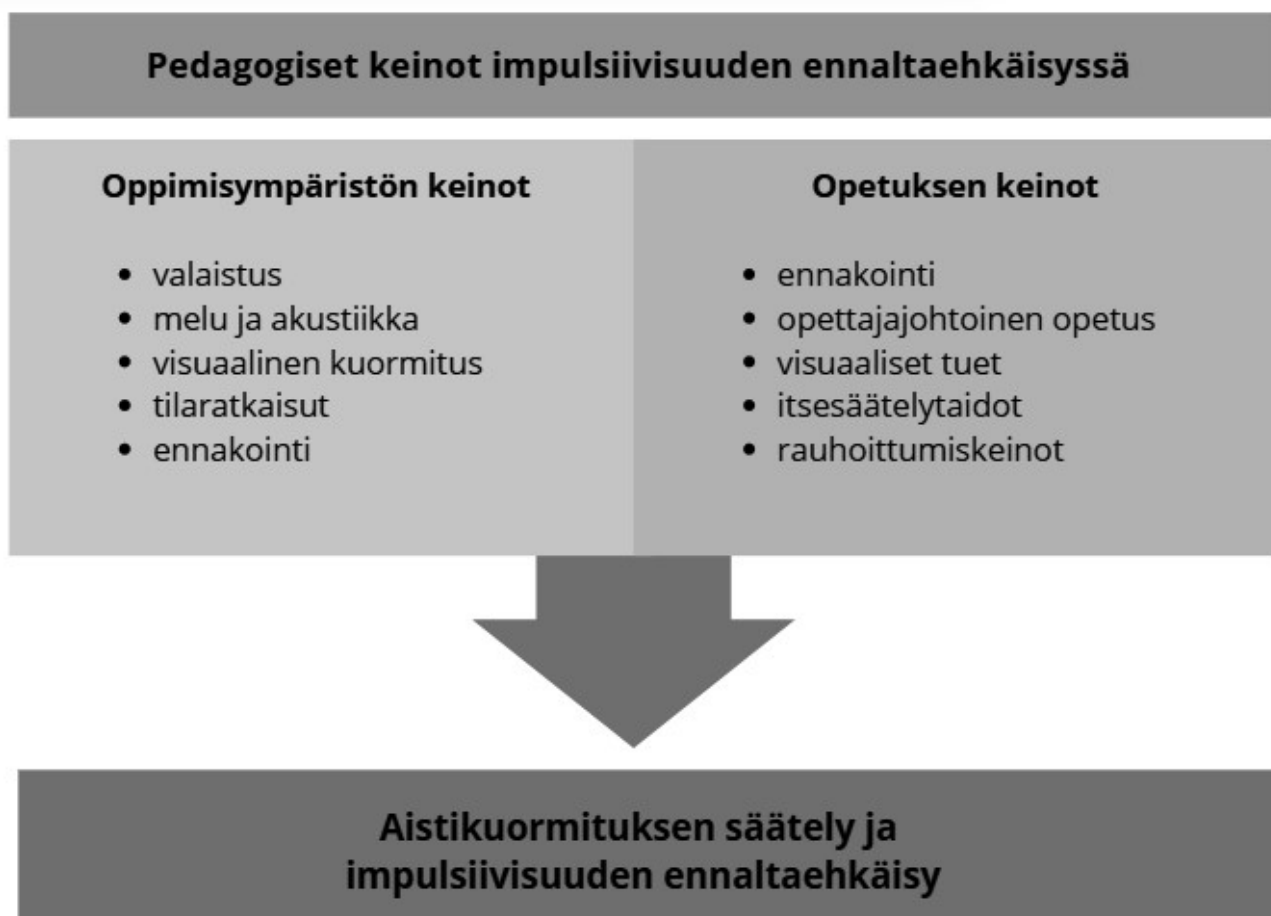 Pedagogiset keinot impulsiivisuuden ennaltaehkäisyssä
Oppimisympäristön keinot
• valaistus
• melu ja akustiikka
• visuaalinen kuormitus
• tilaratkaisut
• ennakointi
Opetuksen keinot
• ennakointi
• opettajajohtoinen opetus
• visuaaliset tuet
• itsesäätelytaidot
• rauhoittumiskeinot
Aistikuormituksen säätely ja
impulsiivisuuden ennaltaehkäisy